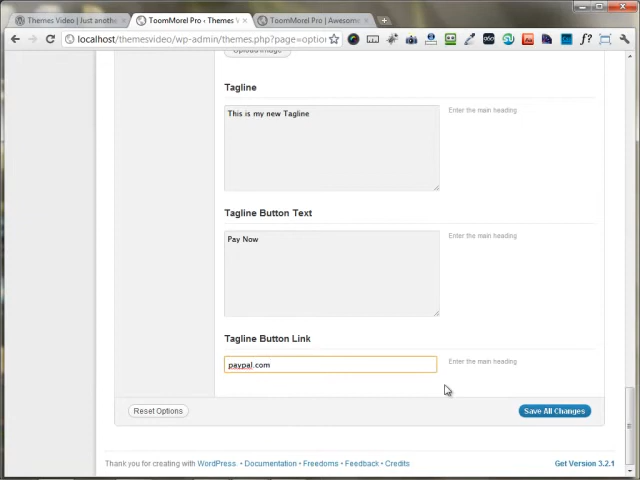 Themes Video | Just anoth
ToomMorel Pro ‹ Themes V
ToomMorel Pro | Awesome
localhost/themesvideo/wp-admin/themes.php?page=option
Upload Image
Tagline
This is my new Tagline
Enter the main heading
Tagline Button Text
Pay Now
Enter the main heading
Tagline Button Link
paypal.com
Enter the main heading
Reset Options
Save All Changes
Thank you for creating with WordPress. • Documentation • Freedoms • Feedback • Credits
Get Version 3.2.1